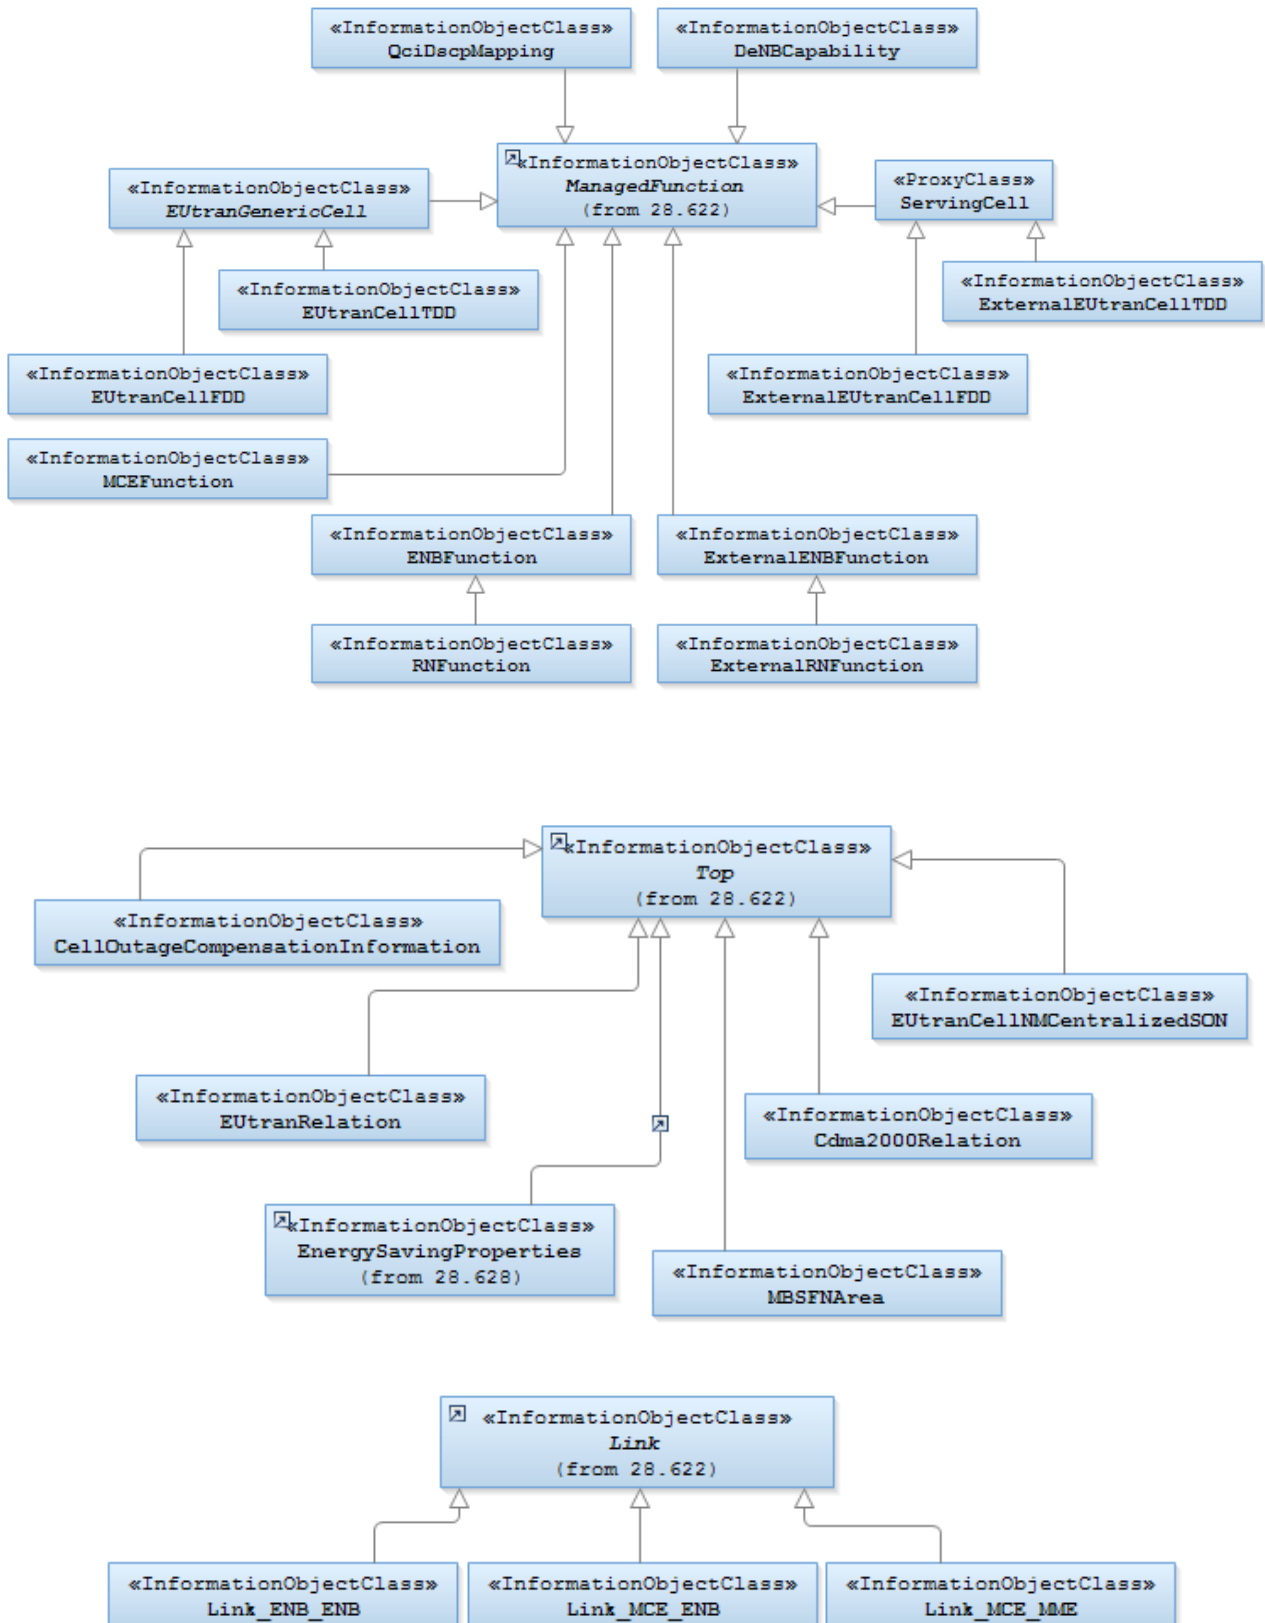 «InformationObjectClass»
QciDscpMapping
«InformationObjectClass»
DeNBCapability
«InformationObjectClass»
ManagedFunction
(from 28.622)
«InformationObjectClass»
EUtranGenericCell
«ProxyClass»
ServingCell
«InformationObjectClass»
EUtranCellTDD
«InformationObjectClass»
ExternalEUtranCellTDD
«InformationObjectClass»
EUtranCellFDD
«InformationObjectClass»
ExternalEUtranCellFDD
«InformationObjectClass»
MCEFunction
«InformationObjectClass»
ENBFunction
«InformationObjectClass»
ExternalENBFunction
«InformationObjectClass»
RNFunction
«InformationObjectClass»
ExternalRNFunction
«InformationObjectClass»
Top
(from 28.622)
«InformationObjectClass»
CellOutageCompensationInformation
«InformationObjectClass»
EUtranCellNMCentralizedSON
«InformationObjectClass»
EUtranRelation
«InformationObjectClass»
Cdma2000Relation
«InformationObjectClass»
EnergySavingProperties
(from 28.628)
«InformationObjectClass»
MBSFNArea
«InformationObjectClass»
Link
(from 28.622)
«InformationObjectClass»
Link_ENB_ENB
«InformationObjectClass»
Link_MCE_ENB
«InformationObjectClass»
Link_MCE_MME